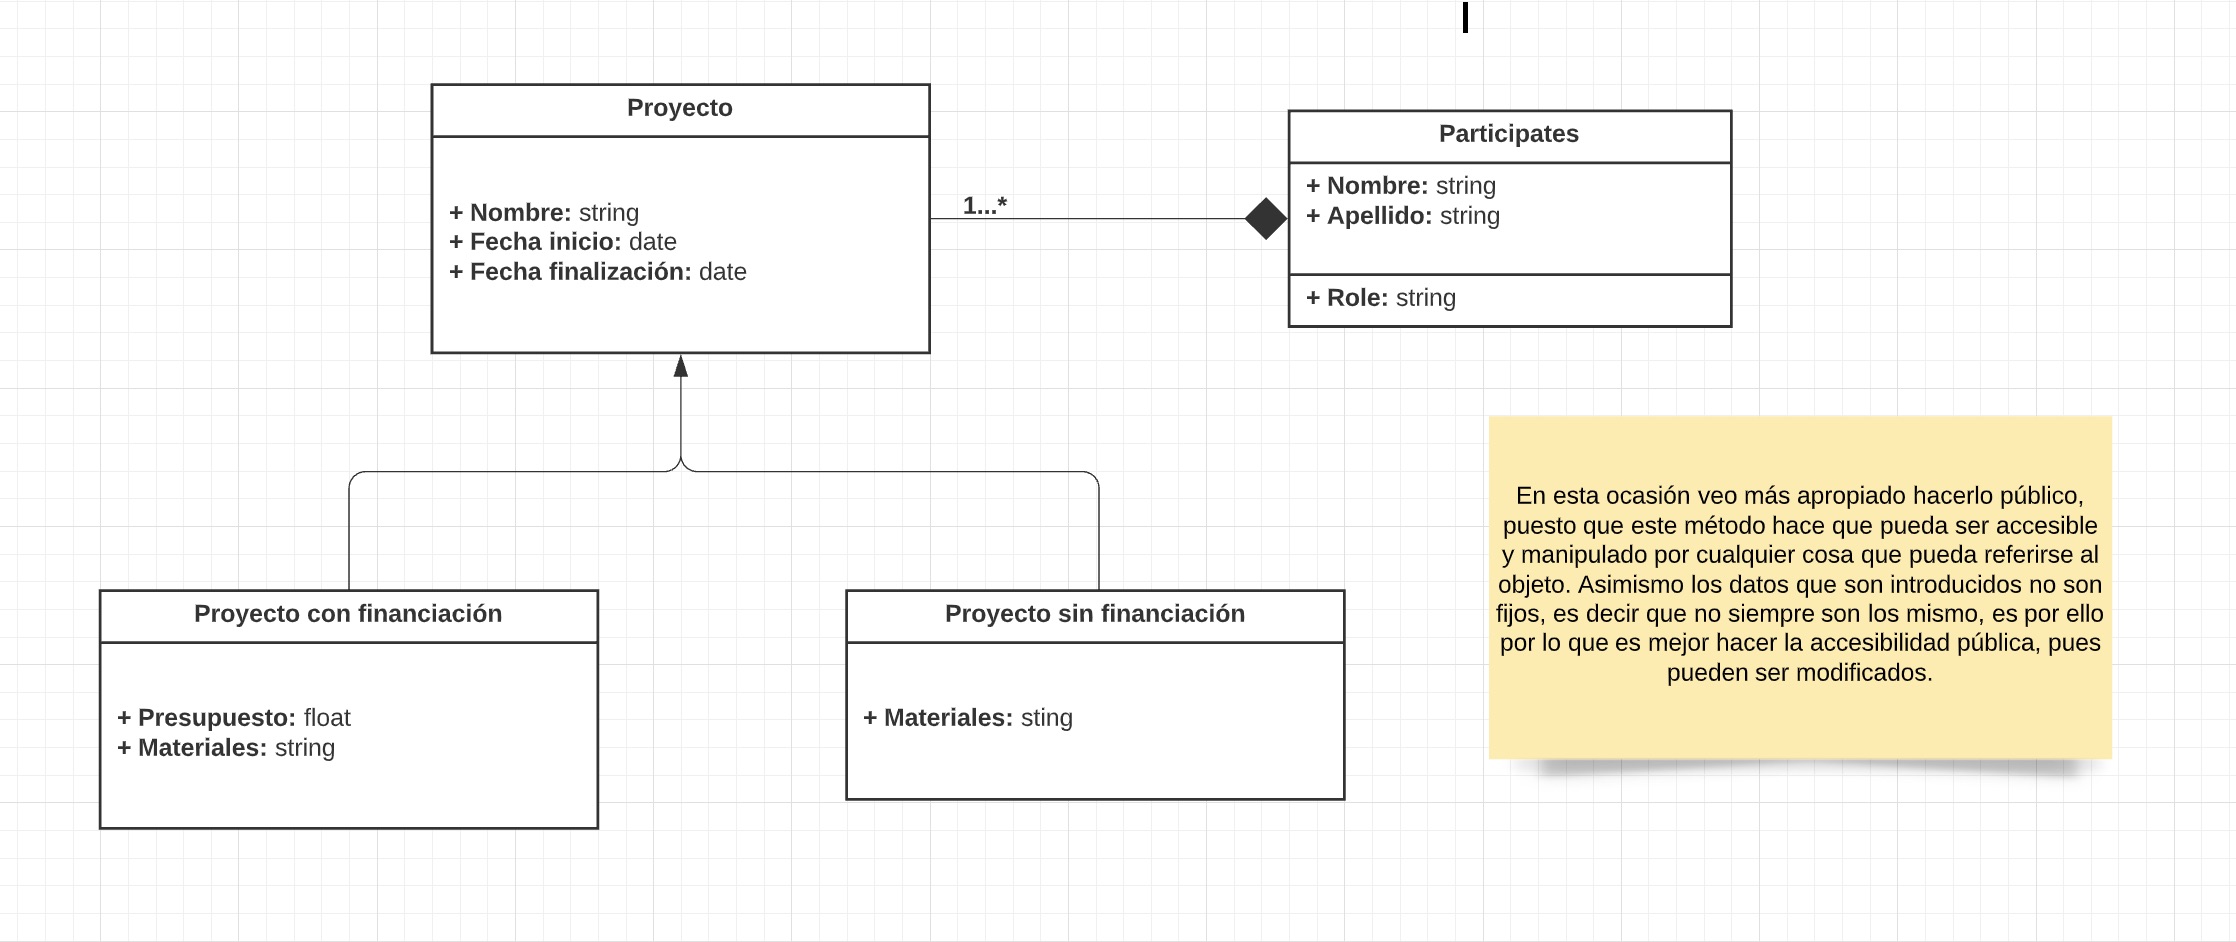 Proyecto
+ Nombre: string
+ Fecha inicio: date
+ Fecha finalización: date
1...*
Participates
+ Nombre: string
+ Apellido: string
+ Role: string
Proyecto con financiación
+ Presupuesto: float
+ Materiales: string
Proyecto sin financiación
+ Materiales: sting
En esta ocasión veo más apropiado hacerlo público,
puesto que este método hace que pueda ser accesible
y manipulado por cualquier cosa que pueda referirse al
objeto. Asimismo los datos que son introducidos no son
fijos, es decir que no siempre son los mismo, es por ello
por lo que es mejor hacer la accesibilidad pública, pues
pueden ser modificados.